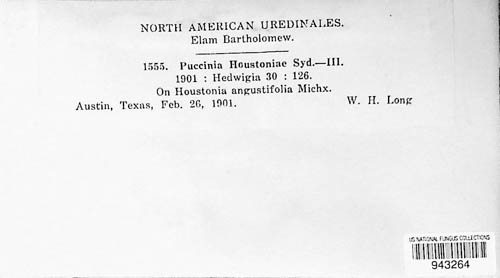 NORTH AMERICAN UREDINALES.
Elam Bartholomew.
1555. Puccinia Houstoniae Syd.—III.
1901 : Hedwigia 30 : 126.
On Houstonia angustifolia Michx.
Austin, Texas, Feb. 26, 1901. W. H. Long
US NATIONAL FUNGUS COLLECTIONS
943264